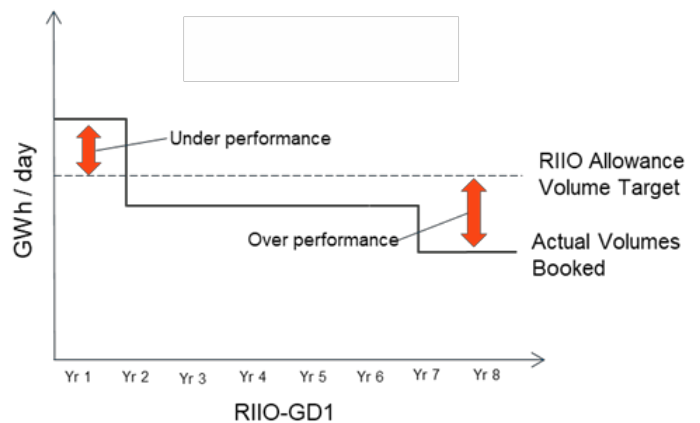 Under performance
RIIO Allowance
Volume Target
GWh / day
Over performance
Actual Volumes
Booked
Yr 1 Yr 2 Yr 3 Yr 4 Yr 5 Yr 6 Yr 7 Yr 8
RIIO-GD1